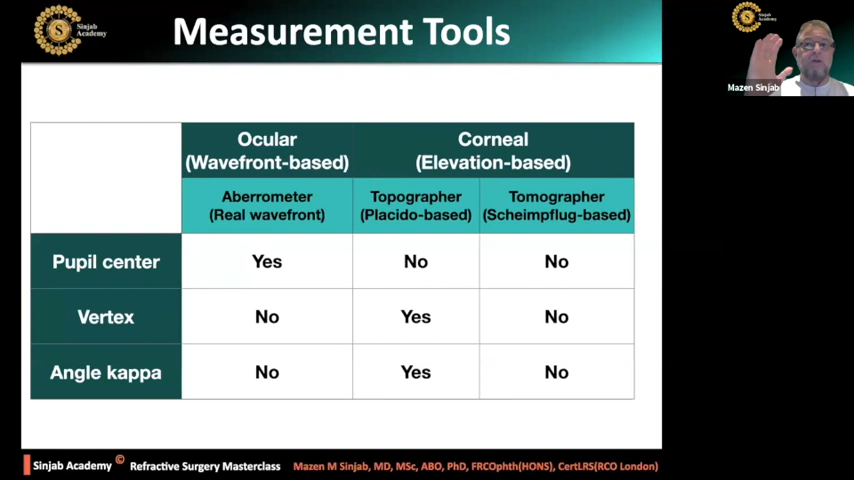 Sinjab
Academy
Measurement Tools
Sinjab
Academy
Mazen Sinjab
Ocular
(Wavefront-based)
Corneal
(Elevation-based)
Aberrometer
(Real wavefront)
Topographer
(Placido-based)
Tomographer
(Scheimpflug-based)
Pupil center Yes No No
Vertex No Yes No
Angle kappa No Yes No
Sinjab Academy © Refractive Surgery Masterclass Mazen M Sinjab, MD, MSc, ABO, PhD, FRCOphth(HONS), CertLRS(RCO London)